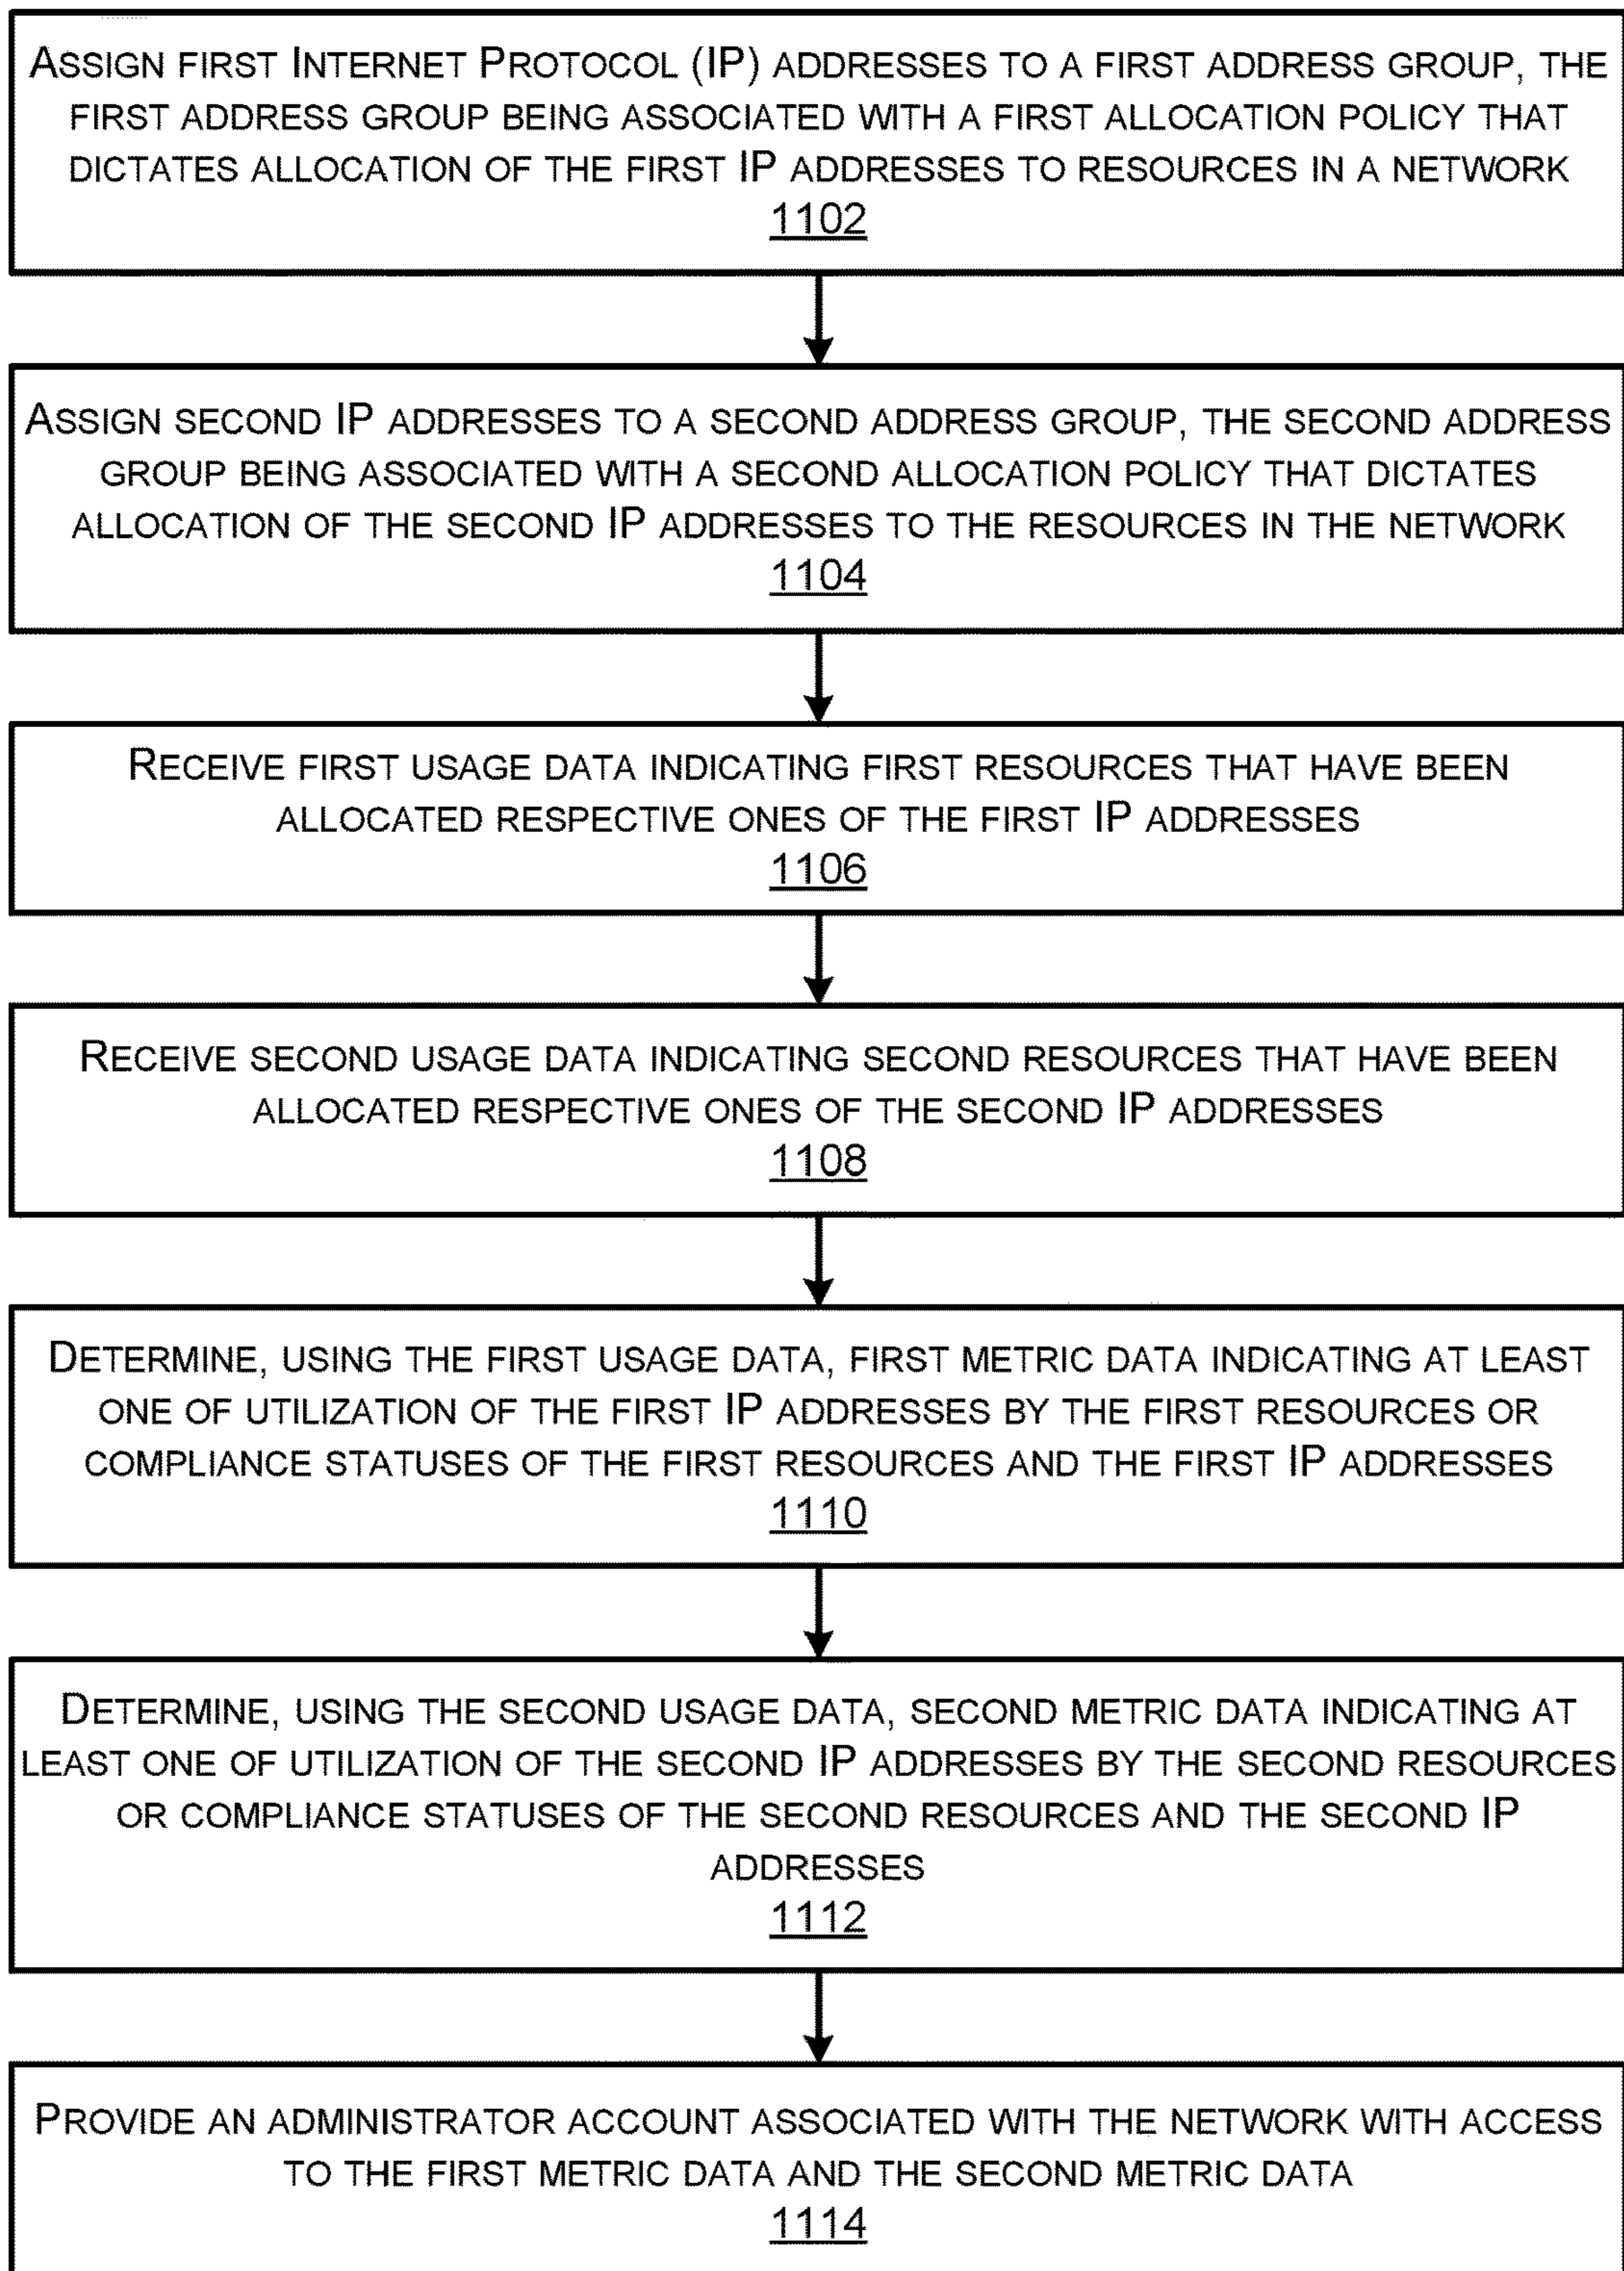 ASSIGN FIRST INTERNET PROTOCOL (IP) ADDRESSES TO A FIRST ADDRESS GROUP, THE
FIRST ADDRESS GROUP BEING ASSOCIATED WITH A FIRST ALLOCATION POLICY THAT
DICTATES ALLOCATION OF THE FIRST IP ADDRESSES TO RESOURCES IN A NETWORK
1102
ASSIGN SECOND IP ADDRESSES TO A SECOND ADDRESS GROUP, THE SECOND ADDRESS
GROUP BEING ASSOCIATED WITH A SECOND ALLOCATION POLICY THAT DICTATES
ALLOCATION OF THE SECOND IP ADDRESSES TO THE RESOURCES IN THE NETWORK
1104
RECEIVE FIRST USAGE DATA INDICATING FIRST RESOURCES THAT HAVE BEEN
ALLOCATED RESPECTIVE ONES OF THE FIRST IP ADDRESSES
1106
RECEIVE SECOND USAGE DATA INDICATING SECOND RESOURCES THAT HAVE BEEN
ALLOCATED RESPECTIVE ONES OF THE SECOND IP ADDRESSES
1108
DETERMINE, USING THE FIRST USAGE DATA, FIRST METRIC DATA INDICATING AT LEAST
ONE OF UTILIZATION OF THE FIRST IP ADDRESSES BY THE FIRST RESOURCES OR
COMPLIANCE STATUSES OF THE FIRST RESOURCES AND THE FIRST IP ADDRESSES
1110
DETERMINE, USING THE SECOND USAGE DATA, SECOND METRIC DATA INDICATING AT
LEAST ONE OF UTILIZATION OF THE SECOND IP ADDRESSES BY THE SECOND RESOURCES
OR COMPLIANCE STATUSES OF THE SECOND RESOURCES AND THE SECOND IP
ADDRESSES
1112
PROVIDE AN ADMINISTRATOR ACCOUNT ASSOCIATED WITH THE NETWORK WITH ACCESS
TO THE FIRST METRIC DATA AND THE SECOND METRIC DATA
1114